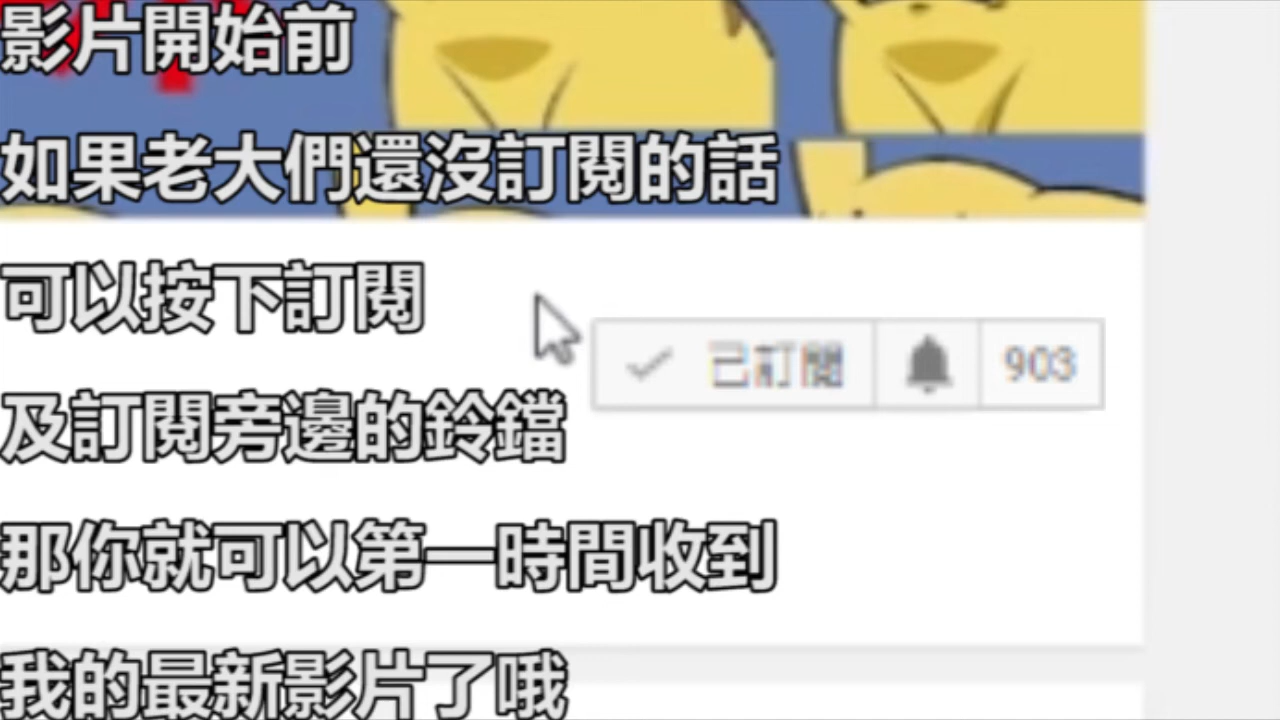 影片開始前
如果老大們還沒訂閱的話
可以按下訂閱
已訂閱 903
及訂閱旁邊的鈴鐺
那你就可以第一時間收到
我的最新影片了哦